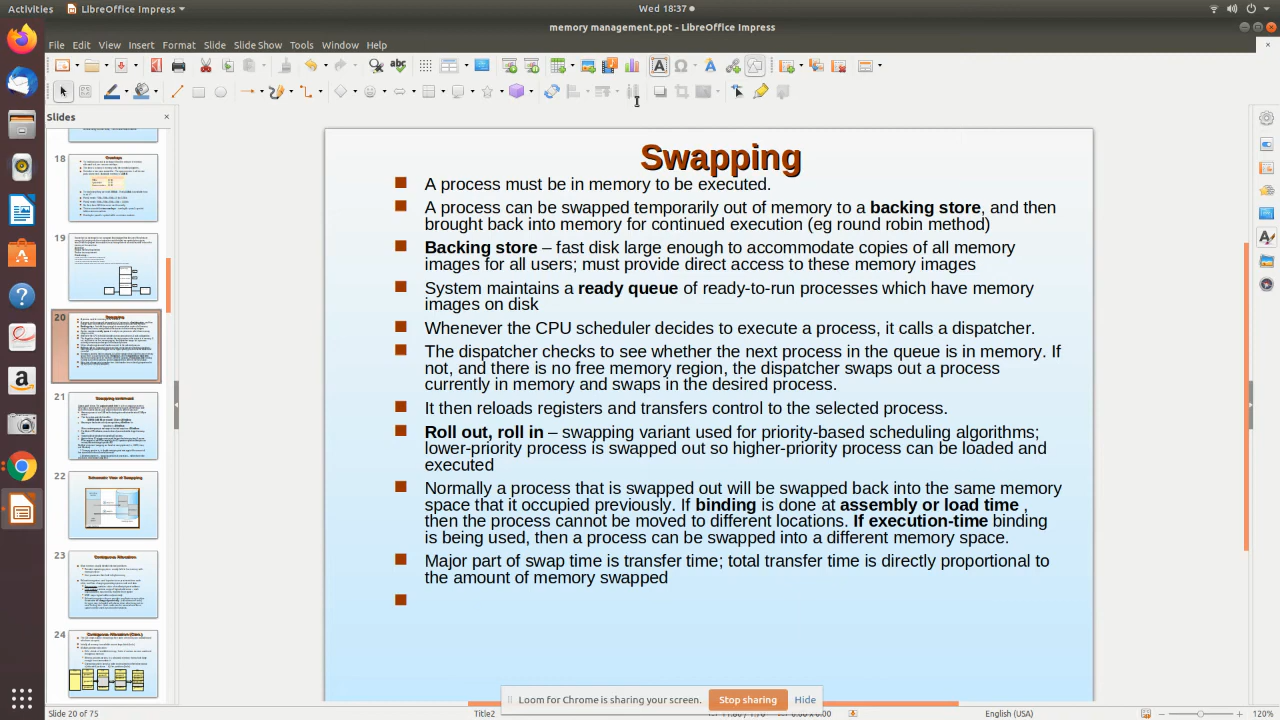 Activities
LibreOffice Impress
Wed 18:37
memory management.ppt - LibreOffice Impress
File Edit View Insert Format Slide Slide Show Tools Window Help
Slides
18
19
20
21
22
23
24
Swapping
A process must be in memory to be executed.
A process can be swapped temporarily out of memory to a backing store, and then
brought back into memory for continued execution (eg round robin method)
Backing store – fast disk large enough to accommodate copies of all memory
images for all users; must provide direct access to these memory images
System maintains a ready queue of ready-to-run processes which have memory
images on disk
Whenever the CPU scheduler decides to execute a process, it calls a dispatcher.
The dispatcher checks to see whether the next process in the queue is in memory. If
not, and there is no free memory region, the dispatcher swaps out a process
currently in memory and swaps in the desired process.
It then reloads registers and transfers control to the selected process.
Roll out, roll in – swapping variant used for priority-based scheduling algorithms;
lower-priority process is swapped out so higher-priority process can be loaded and
executed
Normally a process that is swapped out will be swapped back into the same memory
space that it occupied previously. If binding is done at assembly or load time ,
then the process cannot be moved to different locations. If execution-time binding
is being used, then a process can be swapped into a different memory space.
Major part of swap time is transfer time; total transfer time is directly proportional to
the amount of memory swapped
Loom for Chrome is sharing your screen. Stop sharing Hide
Slide 20 of 75
Title2
English (USA)
120%